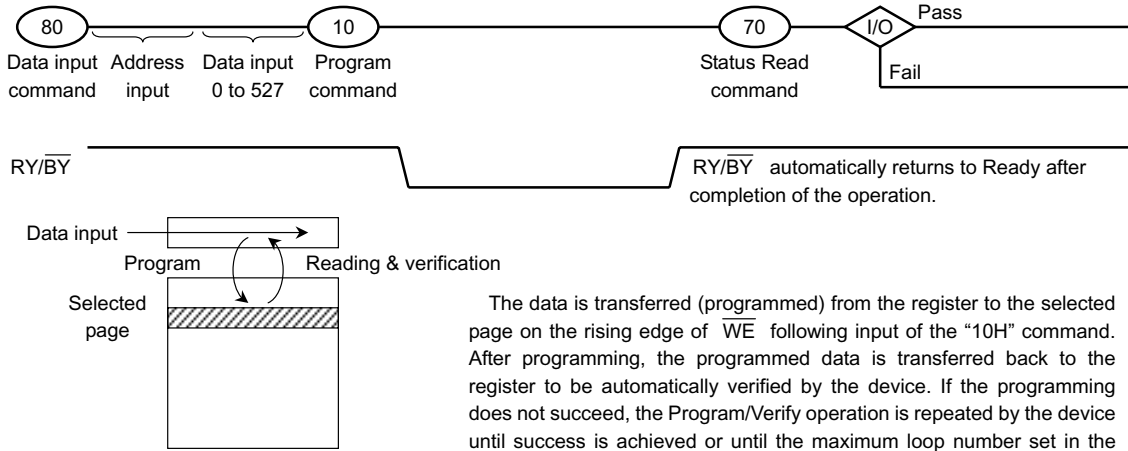 80 10 70 I/O Pass
Data input Address Data input Program Status Read Fail
command input 0 to 527 command command
RY/B̅Y̅ RY/B̅Y̅ automatically returns to Ready after
completion of the operation.
Data input
Program Reading & verification
Selected
page
The data is transferred (programmed) from the register to the selected
page on the rising edge of W̅E̅ following input of the “10H” command.
After programming, the programmed data is transferred back to the
register to be automatically verified by the device. If the programming
does not succeed, the Program/Verify operation is repeated by the device
until success is achieved or until the maximum loop number set in the